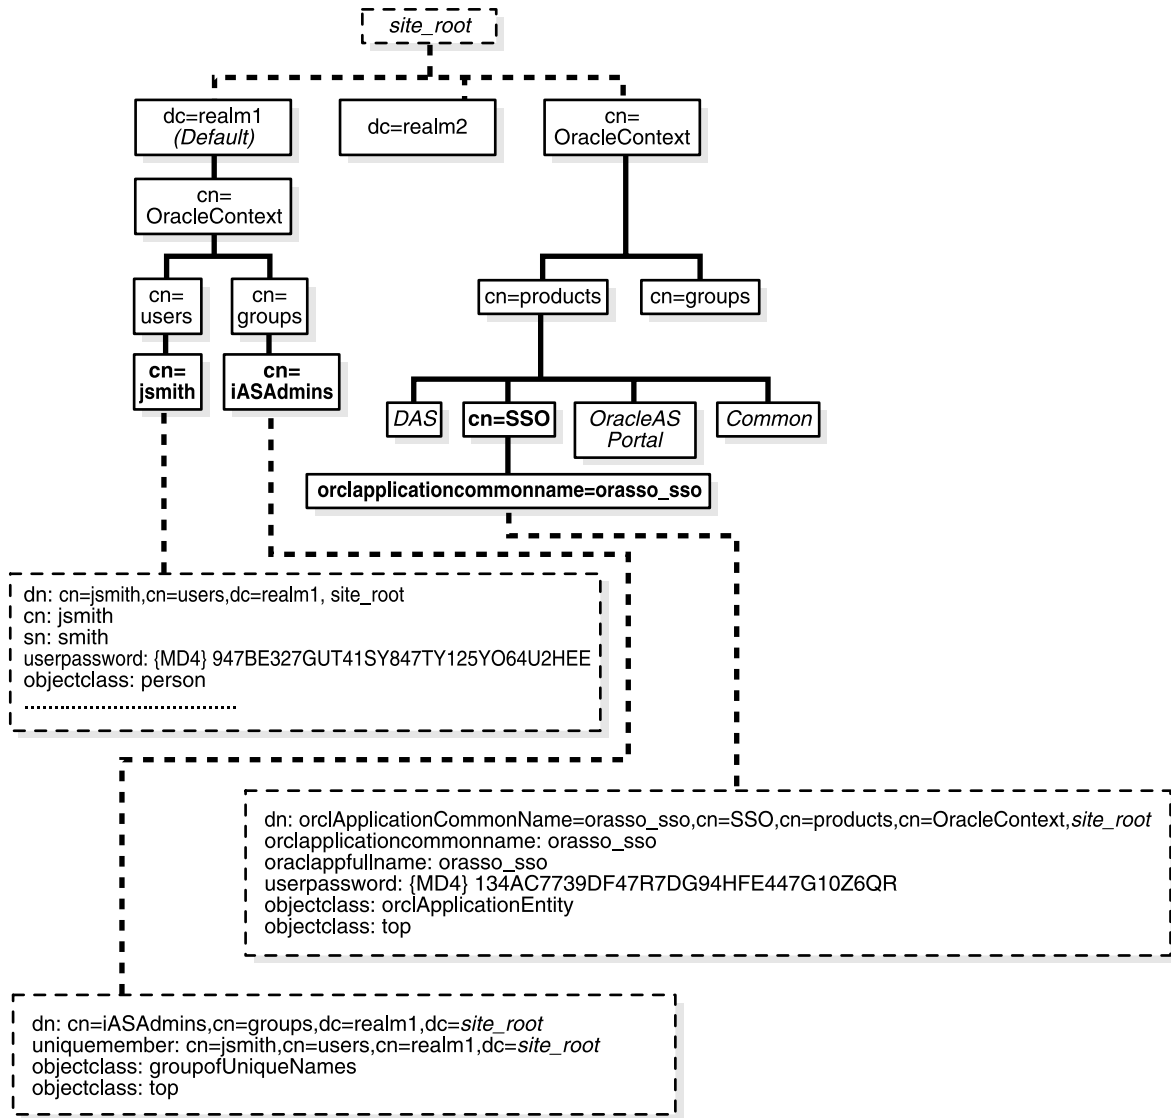 site_root
dc=realm1
(Default)
dc=realm2
cn=
OracleContext
cn=
OracleContext
cn=
users
cn=
groups
cn=products
cn=groups
cn=
jsmith
cn=
iASAdmins
DAS
cn=SSO
OracleAS
Portal
Common
orclapplicationcommonname=orasso_sso
dn: cn=jsmith,cn=users,dc=realm1, site_root
cn: jsmith
sn: smith
userpassword: {MD4} 947BE327GUT41SY847TY125YO64U2HEE
objectclass: person
.....................................
dn: orclApplicationCommonName=orasso_sso,cn=SSO,cn=products,cn=OracleContext,site_root
orclapplicationcommonname: orasso_sso
oraclappfullname: orasso_sso
userpassword: {MD4} 134AC7739DF47R7DG94HFE447G10Z6QR
objectclass: orclApplicationEntity
objectclass: top
dn: cn=iASAdmins,cn=groups,dc=realm1,dc=site_root
uniquemember: cn=jsmith,cn=users,cn=realm1,dc=site_root
objectclass: groupofUniqueNames
objectclass: top